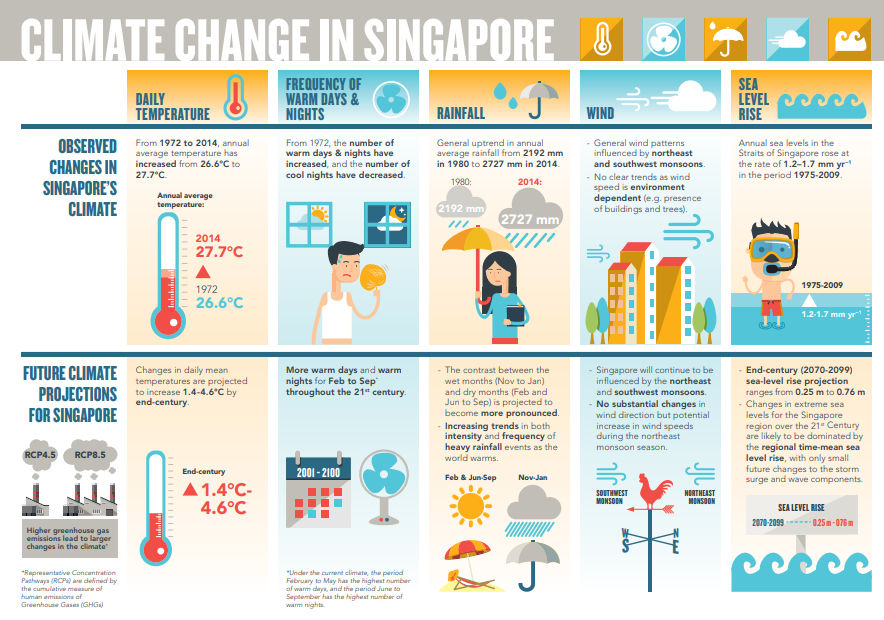 CLIMATE CHANGE IN SINGAPORE
DAILY
TEMPERATURE
FREQUENCY OF
WARM DAYS &
NIGHTS
RAINFALL
WIND
SEA
LEVEL
RISE
OBSERVED
CHANGES IN
SINGAPORE'S
CLIMATE
From 1972 to 2014, annual
average temperature has
increased from 26.6°C to
27.7°C.
Annual average
temperature:
2014
27.7°C
1972
26.6°C
From 1972, the number of
warm days & nights have
increased, and the number of
cool nights have decreased.
General uptrend in annual
average rainfall from 2192 mm
in 1980 to 2727 mm in 2014.
1980:
2014:
2192 mm
2727 mm
- General wind patterns
influenced by northeast
and southwest monsoons.
- No clear trends as wind
speed is environment
dependent (e.g. presence
of buildings and trees).
Annual sea levels in the
Straits of Singapore rose at
the rate of 1.2–1.7 mm yr⁻¹
in the period 1975-2009.
1975-2009
1.2-1.7 mm yr⁻¹
FUTURE CLIMATE
PROJECTIONS
FOR SINGAPORE
RCP4.5
RCP8.5
Higher greenhouse gas
emissions lead to larger
changes in the climate*
*Representative Concentration
Pathways (RCPs) are defined by
the cumulative measure of
human emissions of
Greenhouse Gases (GHGs)
Changes in daily mean
temperatures are projected
to increase 1.4-4.6°C by
end-century.
End-century
1.4°C-
4.6°C
More warm days and warm
nights for Feb to Sep*
throughout the 21st century.
2001 - 2100
*Under the current climate, the period
February to May has the highest number
of warm days, and the period June to
September has the highest number of
warm nights.
- The contrast between the
wet months (Nov to Jan)
and dry months (Feb and
Jun to Sep) is projected to
become more pronounced.
- Increasing trends in both
intensity and frequency of
heavy rainfall events as the
world warms.
Feb & Jun-Sep
Nov-Jan
- Singapore will continue to be
influenced by the northeast
and southwest monsoons.
- No substantial changes in
wind direction but potential
increase in wind speeds
during the northeast
monsoon season.
SOUTHWEST
MONSOON
NORTHEAST
MONSOON
W
N
S
E
- End-century (2070-2099)
sea-level rise projection
ranges from 0.25 m to 0.76 m
- Changes in extreme sea
levels for the Singapore
region over the 21st Century
are likely to be dominated by
the regional time-mean sea
level rise, with only small
future changes to the storm
surge and wave components.
SEA LEVEL RISE
2070-2099
0.25 m - 0.76 m